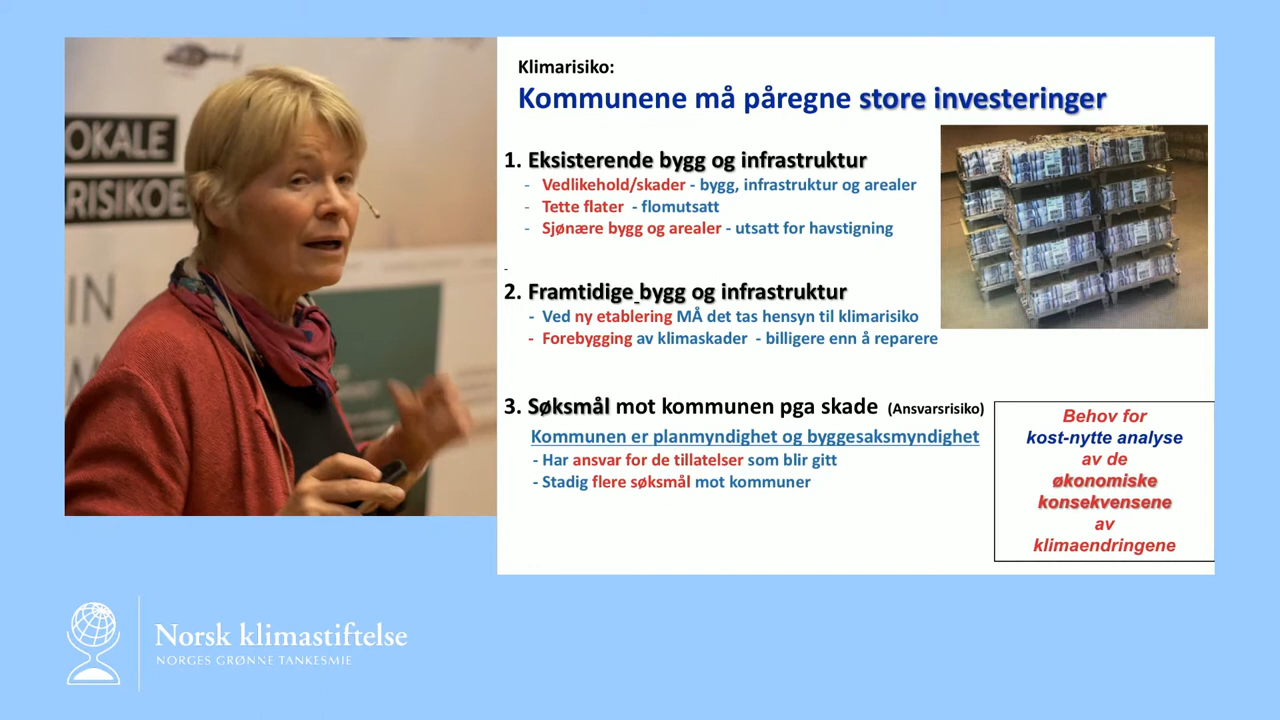 OKALE
RISIKOE
IN
Klimarisiko:
Kommunene må påregne store investeringer
1. Eksisterende bygg og infrastruktur
- Vedlikehold/skader - bygg, infrastruktur og arealer
- Tette flater - flomutsatt
- Sjønære bygg og arealer - utsatt for havstigning
-
2. Framtidige bygg og infrastruktur
- Ved ny etablering MÅ det tas hensyn til klimarisiko
- Forebygging av klimaskader - billigere enn å reparere
3. Søksmål mot kommunen pga skade (Ansvarsrisiko)
Kommunen er planmyndighet og byggesaksmyndighet
- Har ansvar for de tillatelser som blir gitt
- Stadig flere søksmål mot kommuner
Behov for
kost-nytte analyse
av de
økonomiske
konsekvensene
av
klimaendringene
Norsk klimastiftelse
NORGES GRØNNE TANKESMIE